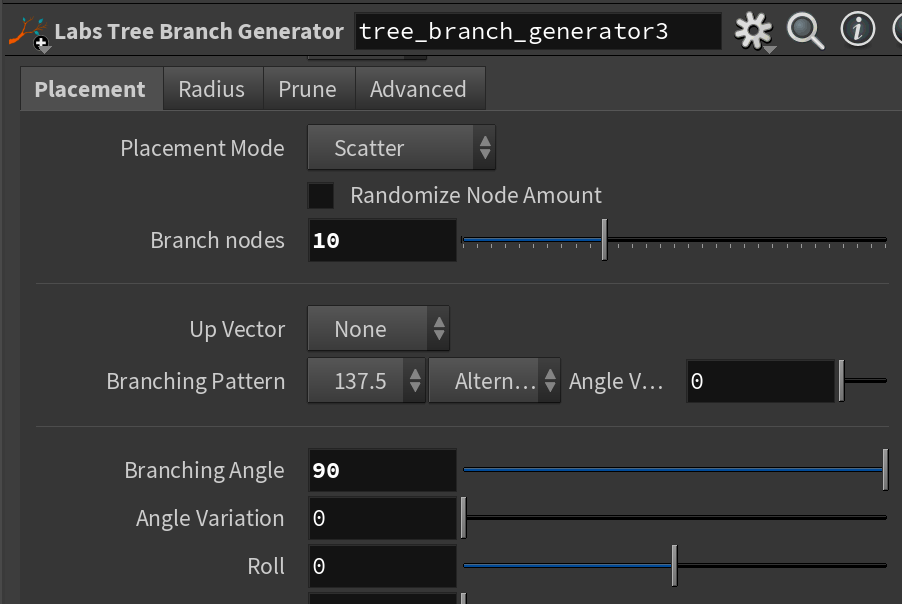 Labs Tree Branch Generator tree_branch_generator3
Placement Radius Prune Advanced
Placement Mode Scatter
Randomize Node Amount
Branch nodes 10
Up Vector None
Branching Pattern 137.5 Altern... Angle V... 0
Branching Angle 90
Angle Variation 0
Roll 0